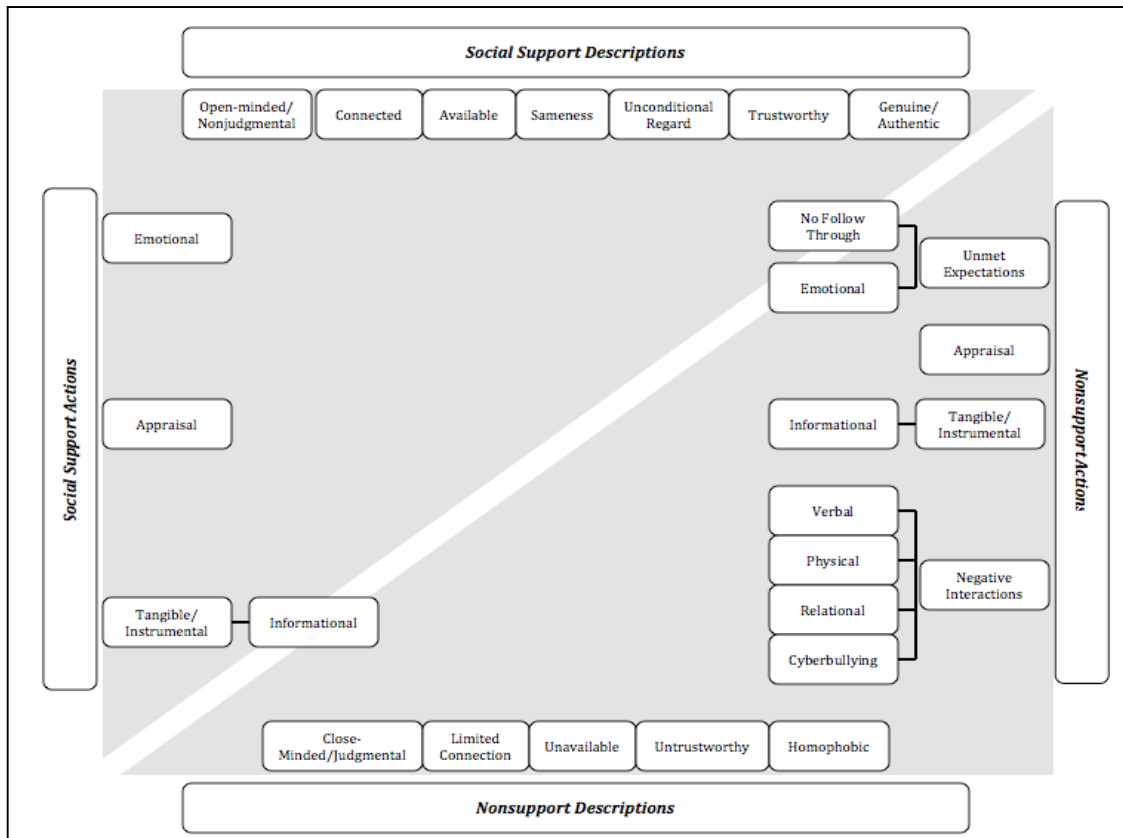 Social Support Descriptions
Open-minded/
Nonjudgmental
Connected
Available
Sameness
Unconditional
Regard
Trustworthy
Genuine/
Authentic
Social Support Actions
Emotional
Appraisal
Tangible/
Instrumental
Informational
No Follow
Through
Emotional
Unmet
Expectations
Appraisal
Informational
Tangible/
Instrumental
Verbal
Physical
Relational
Cyberbullying
Negative
Interactions
Nonsupport Actions
Close-
Minded/Judgmental
Limited
Connection
Unavailable
Untrustworthy
Homophobic
Nonsupport Descriptions